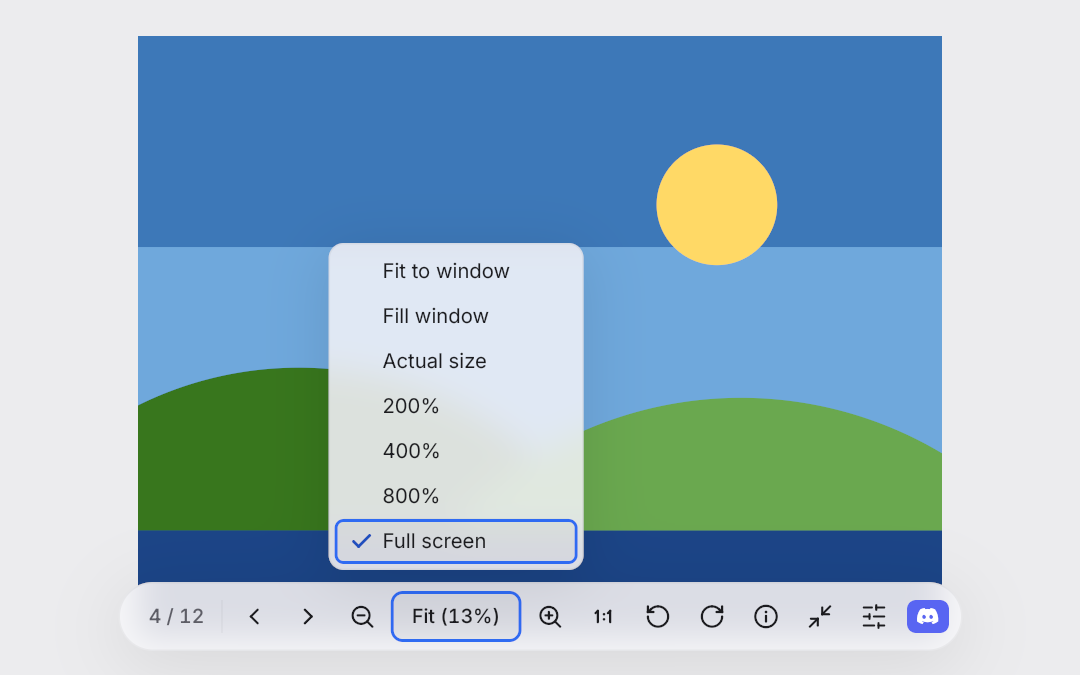 Fit to window
Fill window
Actual size
200%
400%
800%
Full screen
4 / 12
Fit (13%)
1:1